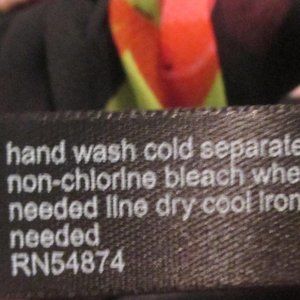 hand wash cold separate
non-chlorine bleach whe
needed line dry cool iron
needed
RN54874